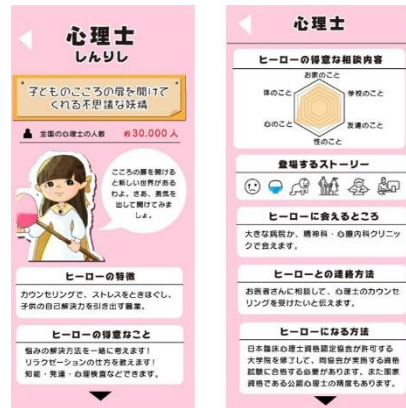 心理士
しんりし
子どものこころの扉を開けて
くれる不思議な妖精
全国の心理士の人数 約30.000人
こころの扉を開ける
と新しい世界がある
わよ。さあ、勇気を
出して開けてみま
しょ。
ヒーローの特徴
カウンセリングで、ストレスをときほぐし、
子供の自己解決力を引き出す職業。
ヒーローの得意なこと
悩みの解決方法を一緒に考えます!
リラクゼーションの仕方を教えます!
知能・発達・心理検査などできます。
心理士
ヒーローの得意な相談内容
お家のこと
体のこと
学校のこと
心のこと
友達のこと
性のこと
登場するストーリー
ヒーローに会えるところ
大きな病院か、精神科・心療内科クリニッ
クで会えます。
ヒーローとの連絡方法
お医者さんに相談して、心理士のカウンセ
リングを受けたいと伝えます。
ヒーローになる方法
日本臨床心理士資格認定協会が許可する
大学院を修了して、同協会が実施する資格
試験に合格する必要があります。また国家
資格である公認心理士の精度もあります。